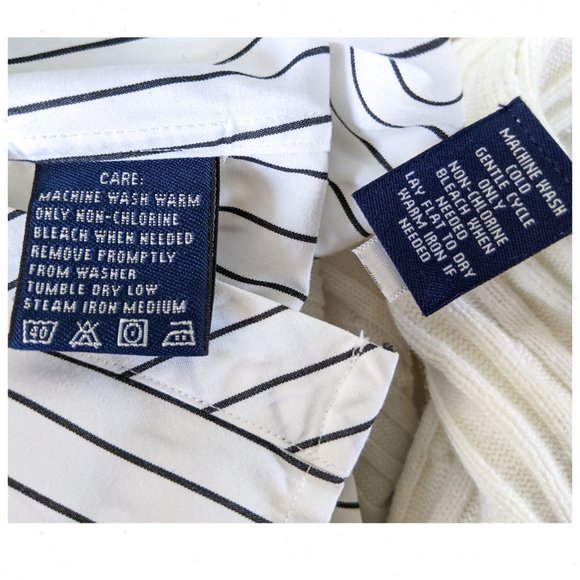 CARE:
MACHINE WASH WARM
ONLY NON-CHLORINE
BLEACH WHEN NEEDED
REMOVE PROMPTLY
FROM WASHER
TUMBLE DRY LOW
STEAM IRON MEDIUM
40
MACHINE WASH
COLD
GENTLE CYCLE
ONLY
NON-CHLORINE
BLEACH WHEN
NEEDED
LAY FLAT TO DRY
WARM IRON IF
NEEDED